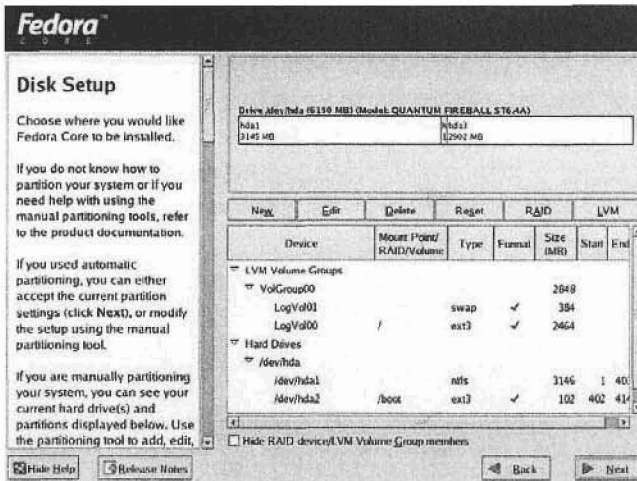 Fedora
CORE
Disk Setup
Choose where you would like
Fedora Core to be installed.
If you do not know how to
partition your system or if you
need help with using the
manual partitioning tools, refer
to the product documentation.
If you used automatic
partitioning, you can either
accept the current partition
settings (click Next), or modify
the setup using the manual
partitioning tool.
If you are manually partitioning
your system, you can see your
current hard drive(s) and
partitions displayed below. Use
the partitioning tool to add, edit,
Drive /dev/hda (6150 MB) (Model: QUANTUM FIREBALL ST6.4A)
hda1 hda3
3145 MB 2902 MB
New Edit Delete Reset RAID LVM
Device Mount Point/ RAID/Volume Type Format Size (MB) Start End
LVM Volume Groups
VolGroup00 2848
LogVol01 swap ✓ 384
LogVol00 / ext3 ✓ 2464
Hard Drives
/dev/hda
/dev/hda1 ntfs 3146 1
/dev/hda2 /boot ext3 ✓ 102 402
Hide RAID device/LVM Volume Group members
Hide Help Release Notes Back Next